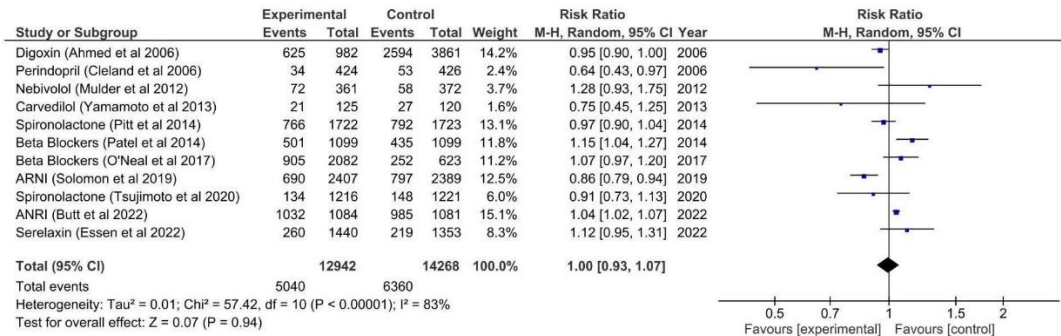 Experimental Control Risk Ratio Risk Ratio
Study or Subgroup Events Total Events Total Weight M-H, Random, 95% CI Year M-H, Random, 95% CI
Digoxin (Ahmed et al 2006) 625 982 2594 3861 14.2% 0.95 [0.90, 1.00] 2006
Perindopril (Cleland et al 2006) 34 424 53 426 2.4% 0.64 [0.43, 0.97] 2006
Nebivolol (Mulder et al 2012) 72 361 58 372 3.7% 1.28 [0.93, 1.75] 2012
Carvedilol (Yamamoto et al 2013) 21 125 27 120 1.6% 0.75 [0.45, 1.25] 2013
Spironolactone (Pitt et al 2014) 766 1722 792 1723 13.1% 0.97 [0.90, 1.04] 2014
Beta Blockers (Patel et al 2014) 501 1099 435 1099 11.8% 1.15 [1.04, 1.27] 2014
Beta Blockers (O'Neal et al 2017) 905 2082 252 623 11.2% 1.07 [0.97, 1.20] 2017
ARNI (Solomon et al 2019) 690 2407 797 2389 12.5% 0.86 [0.79, 0.94] 2019
Spironolactone (Tsujimoto et al 2020) 134 1216 148 1221 6.0% 0.91 [0.73, 1.13] 2020
ANRI (Butt et al 2022) 1032 1084 985 1081 15.1% 1.04 [1.02, 1.07] 2022
Serelaxin (Essen et al 2022) 260 1440 219 1353 8.3% 1.12 [0.95, 1.31] 2022
Total (95% CI) 12942 14268 100.0% 1.00 [0.93, 1.07]
Total events 5040 6360
Heterogeneity: Tau² = 0.01; Chi² = 57.42, df = 10 (P < 0.00001); I² = 83%
Test for overall effect: Z = 0.07 (P = 0.94)
0.5 0.7 1 1.5 2
Favours [experimental] Favours [control]